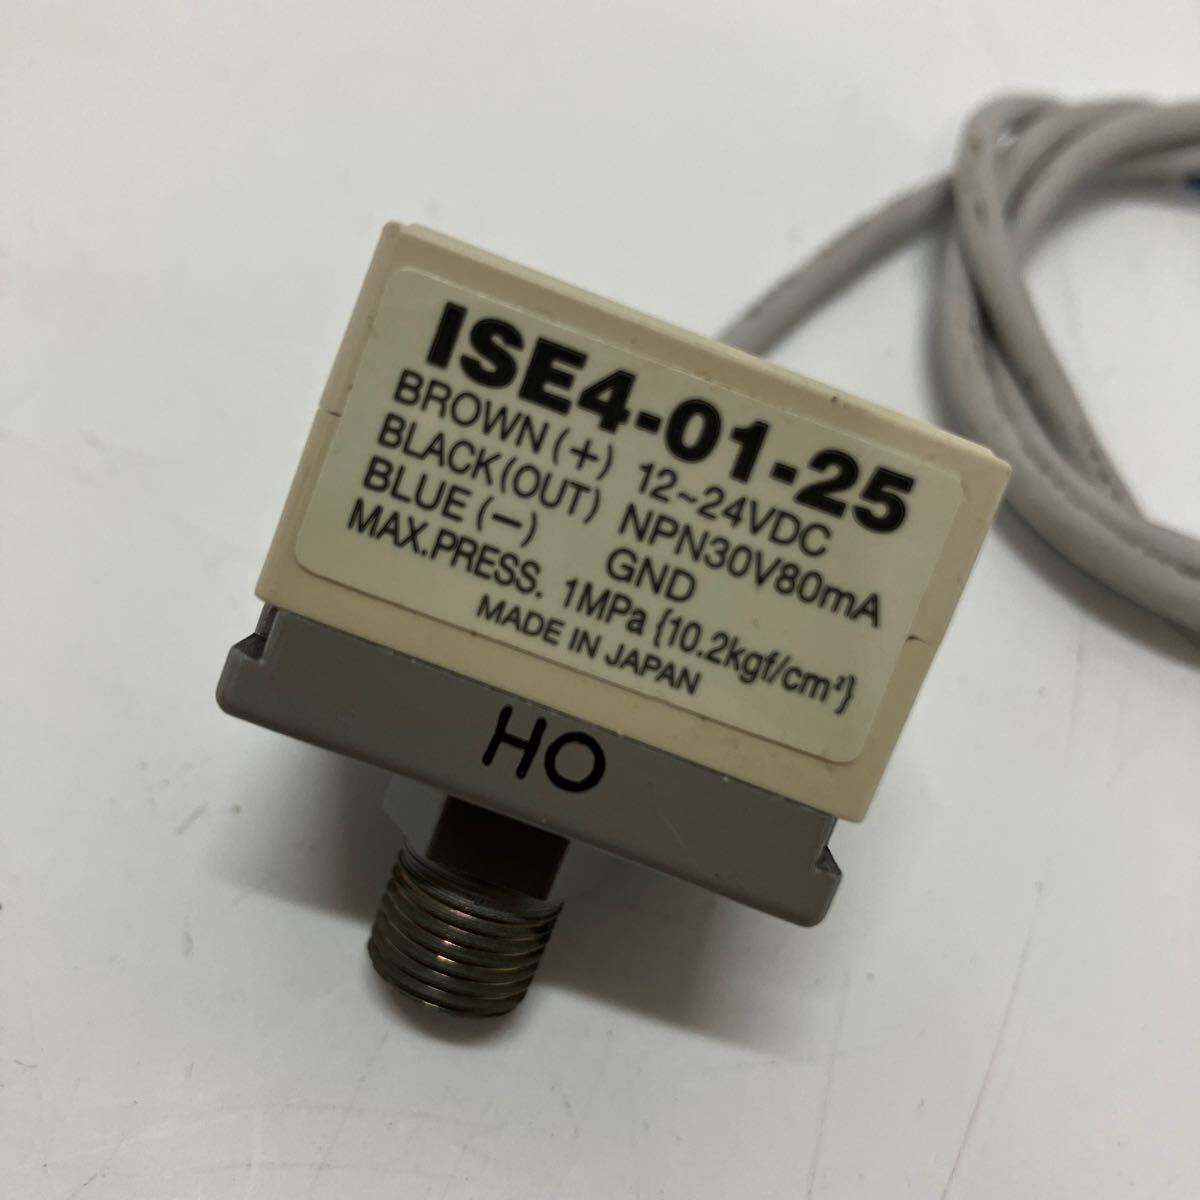 ISE4-01-25
BROWN(+) 12~24VDC
BLACK(OUT) NPN30V80mA
BLUE(-) GND
MAX.PRESS. 1MPa {10.2kgf/cm²}
MADE IN JAPAN
HO